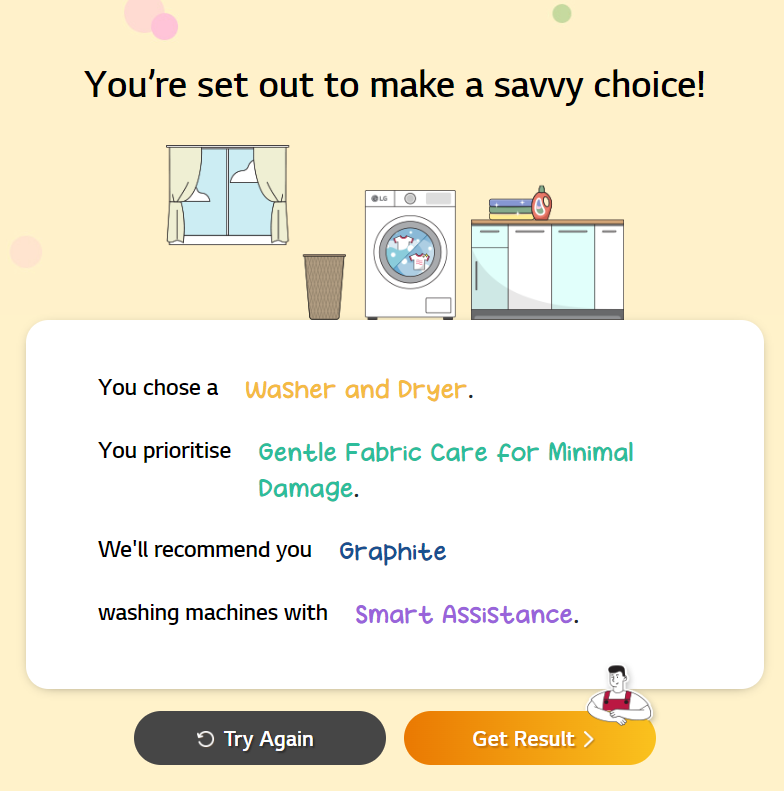 You're set out to make a savvy choice!
LG
You chose a Washer and Dryer.
You prioritise Gentle Fabric Care for Minimal
Damage.
We'll recommend you Graphite
washing machines with Smart Assistance.
Try Again
Get Result